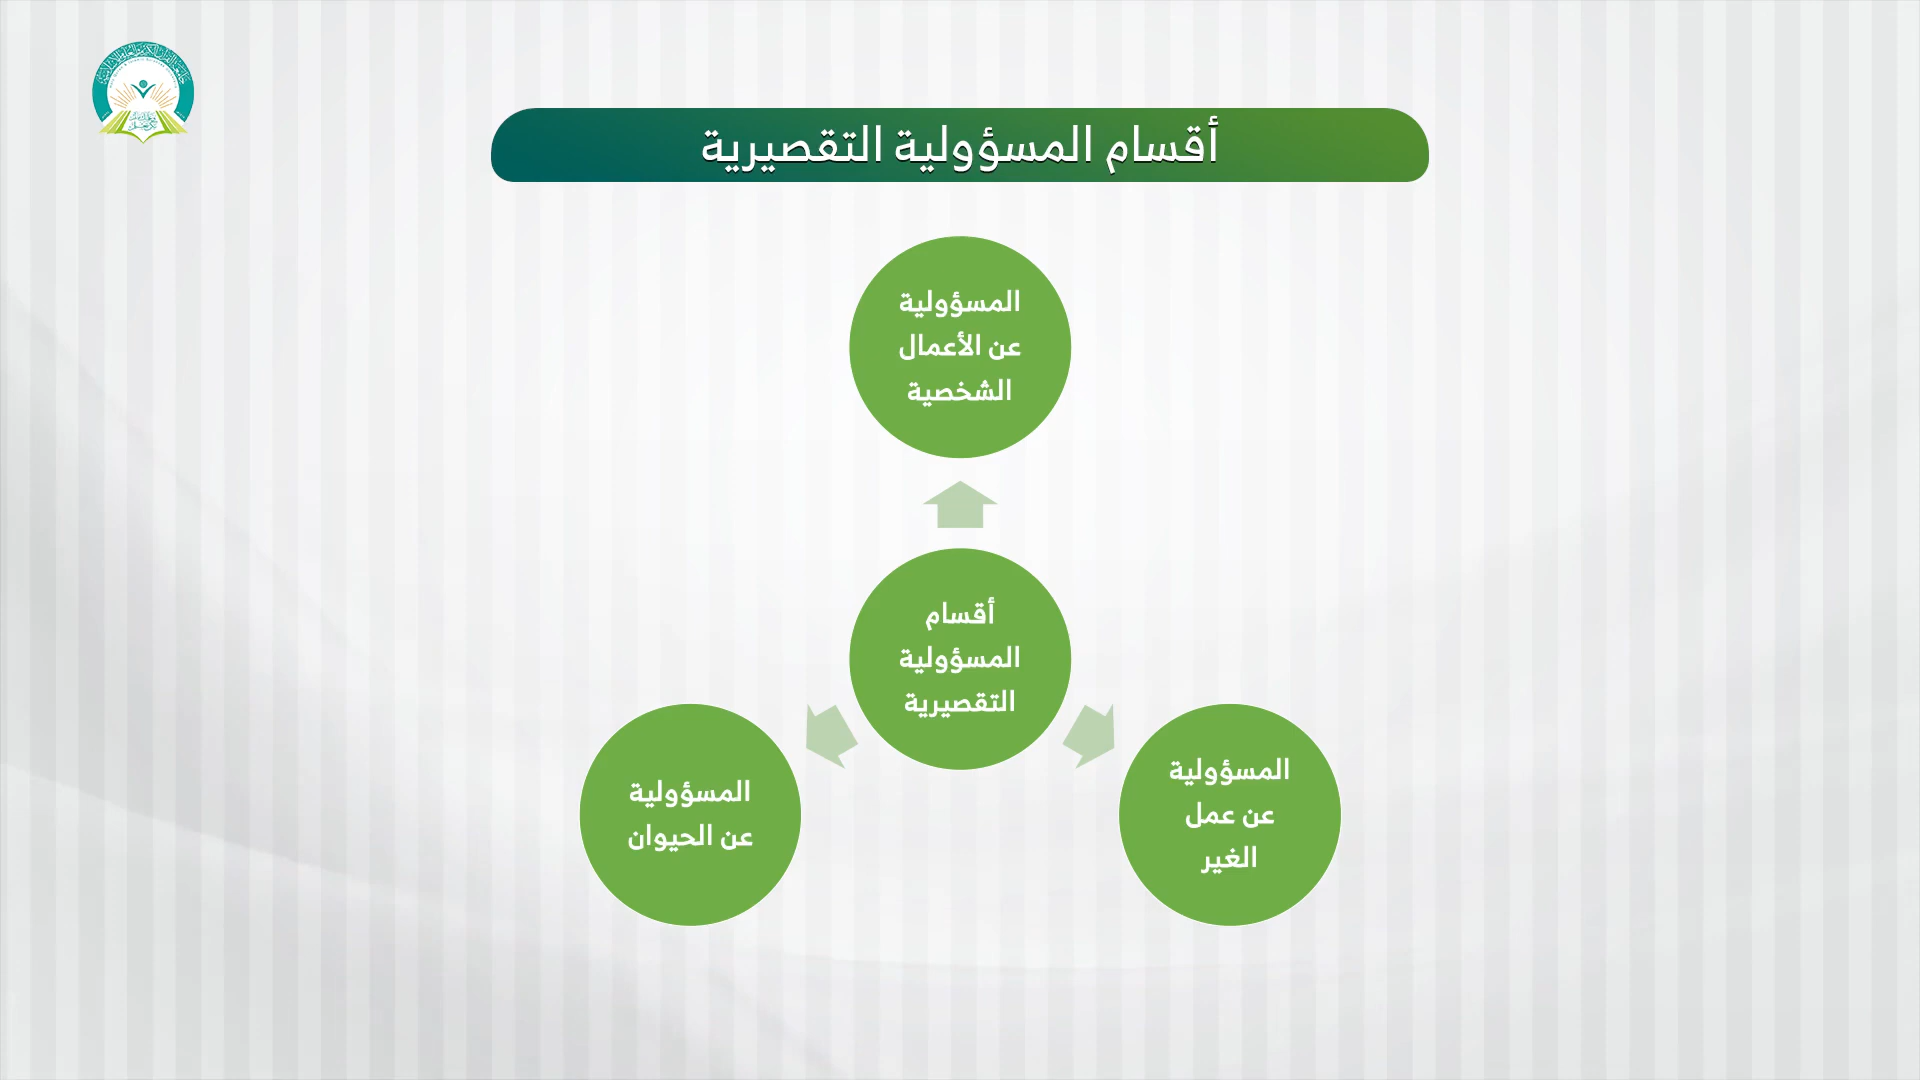 أقسام المسؤولية التقصيرية
المسؤولية
عن الأعمال
الشخصية
أقسام
المسؤولية
التقصيرية
المسؤولية
عن عمل
الغير
المسؤولية
عن الحيوان